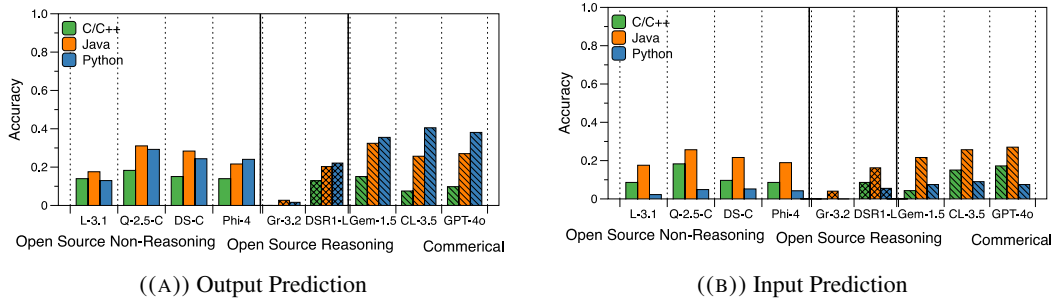 1.0
0.8
0.6
0.4
0.2
0
Accuracy
C/C++
Java
Python
L-3.1 Q-2.5-C DS-C Phi-4 Gr-3.2 DSR1-L Gem-1.5 CL-3.5 GPT-4o
Open Source Non-Reasoning Open Source Reasoning Commerical
((A)) Output Prediction
1.0
0.8
0.6
0.4
0.2
0
Accuracy
C/C++
Java
Python
L-3.1 Q-2.5-C DS-C Phi-4 Gr-3.2 DSR1-L Gem-1.5 CL-3.5 GPT-4o
Open Source Non-Reasoning Open Source Reasoning Commerical
((B)) Input Prediction